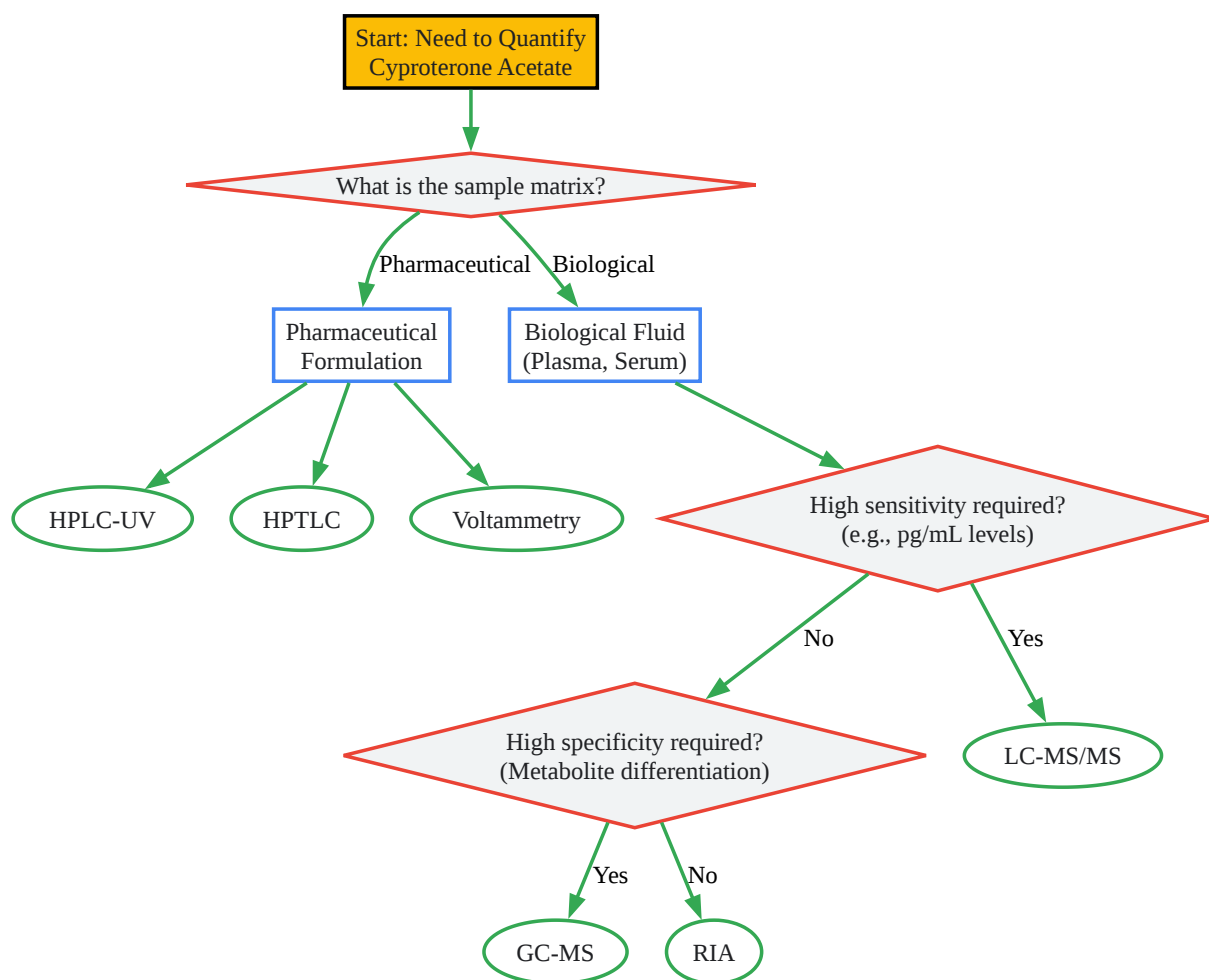 Start: Need to Quantify
Cyproterone Acetate
What is the sample matrix?
Pharmaceutical
Biological
Pharmaceutical
Formulation
Biological Fluid
(Plasma, Serum)
HPLC-UV
HPTLC
Voltammetry
High sensitivity required?
(e.g., pg/mL levels)
No
Yes
High specificity required?
(Metabolite differentiation)
LC-MS/MS
Yes
No
GC-MS
RIA